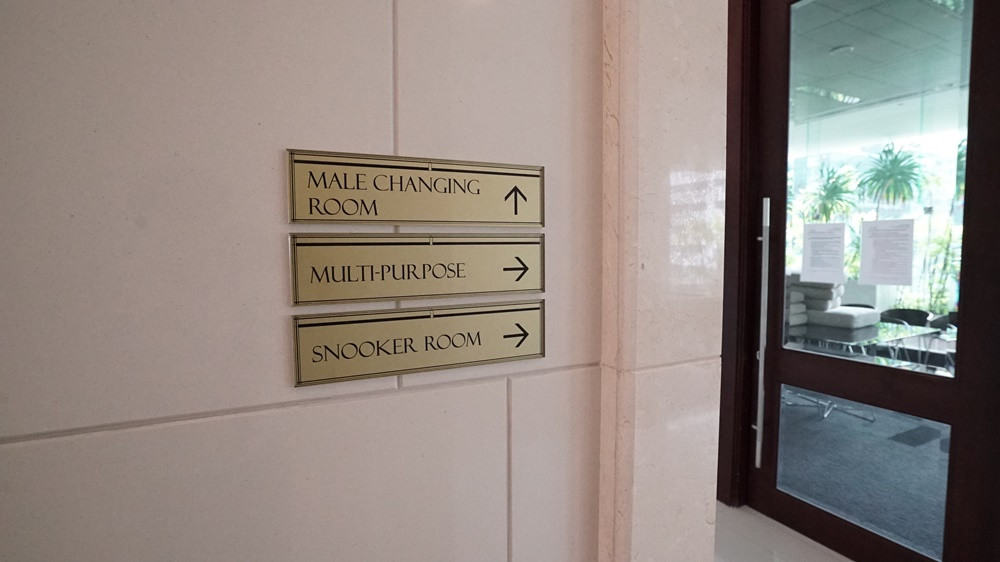 MALE CHANGING
ROOM
MULTI-PURPOSE
SNOOKER ROOM